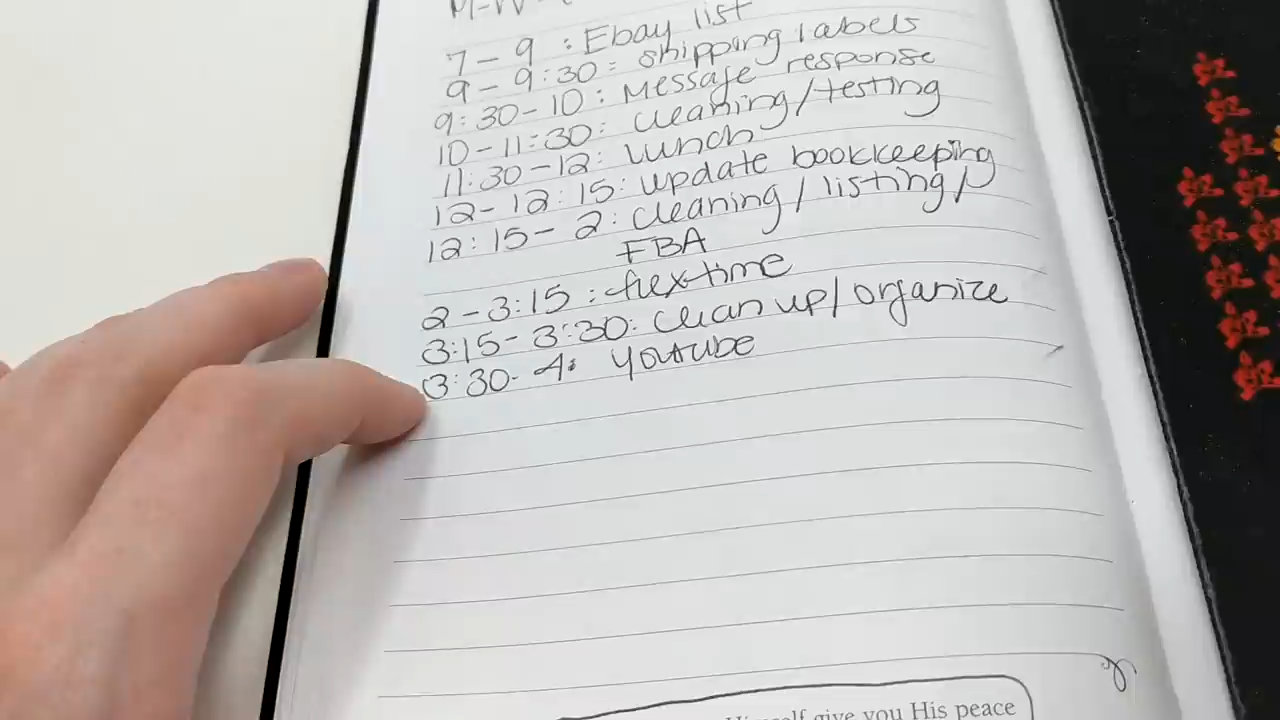 M-W-
7-9 : Ebay list
9-9:30: shipping labels
9:30-10: Message response
10-11:30: cleaning/testing
11:30-12: Lunch
12-12:15: update bookkeeping
12:15-2: cleaning/listing/
FBA
2-3:15: flex-time
3:15-3:30: clean up/organize
3:30-4: Youtube
give you His peace